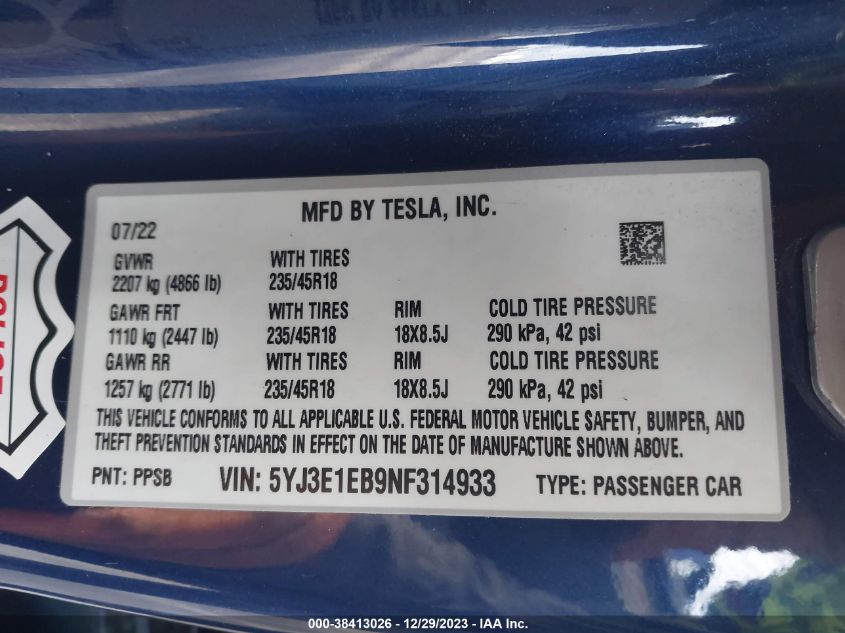 MFD BY TESLA, INC.
07/22
GVWR WITH TIRES
2207 kg (4866 lb) 235/45R18
GAWR FRT WITH TIRES RIM COLD TIRE PRESSURE
1110 kg (2447 lb) 235/45R18 18X8.5J 290 kPa, 42 psi
GAWR RR WITH TIRES RIM COLD TIRE PRESSURE
1257 kg (2771 lb) 235/45R18 18X8.5J 290 kPa, 42 psi
THIS VEHICLE CONFORMS TO ALL APPLICABLE U.S. FEDERAL MOTOR VEHICLE SAFETY, BUMPER, AND
THEFT PREVENTION STANDARDS IN EFFECT ON THE DATE OF MANUFACTURE SHOWN ABOVE.
PNT: PPSB VIN: 5YJ3E1EB9NF314933 TYPE: PASSENGER CAR
000-38413026 - 12/29/2023 - IAA Inc.